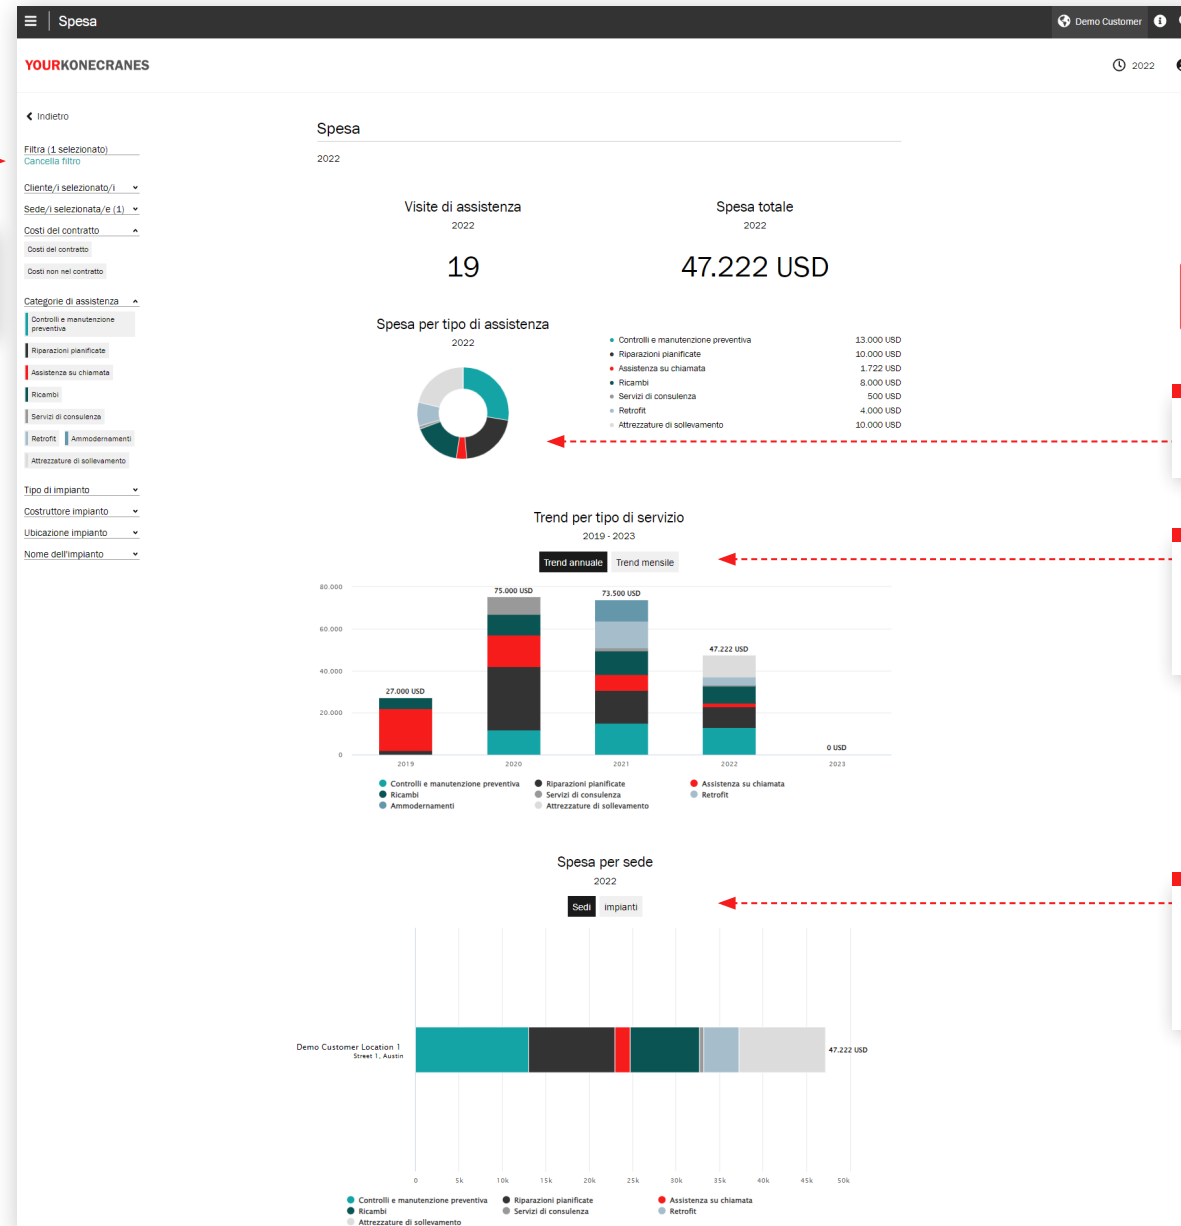 Spesa
Demo Customer
YOURKONECRANES
2022
Indietro
Filtra (1 selezionato)
Cancella filtro
Cliente/i selezionato/i
Sede/i selezionata/e (1)
Costi del contratto
Costi del contratto
Costi non nel contratto
Categorie di assistenza
Controlli e manutenzione
preventiva
Riparazioni pianificate
Assistenza su chiamata
Ricambi
Servizi di consulenza
Retrofit
Ammodernamenti
Attrezzature di sollevamento
Tipo di impianto
Costruttore impianto
Ubicazione impianto
Nome dell'impianto
Spesa
2022
Visite di assistenza
2022
19
Spesa totale
2022
47.222 USD
Spesa per tipo di assistenza
2022
Controlli e manutenzione preventiva 13.000 USD
Riparazioni pianificate 10.000 USD
Assistenza su chiamata 1.722 USD
Ricambi 8.000 USD
Servizi di consulenza 500 USD
Retrofit 4.000 USD
Attrezzature di sollevamento 10.000 USD
Trend per tipo di servizio
2019 - 2023
Trend annuale Trend mensile
80.000
60.000
40.000
20.000
0
27.000 USD
75.000 USD
73.500 USD
47.222 USD
0 USD
2019 2020 2021 2022 2023
Controlli e manutenzione preventiva Riparazioni pianificate Assistenza su chiamata
Ricambi Servizi di consulenza Retrofit
Ammodernamenti Attrezzature di sollevamento
Spesa per sede
2022
Sedi impianti
Demo Customer Location 1
Street 1, Austin
47.222 USD
0 5k 10k 15k 20k 25k 30k 35k 40k 45k 50k
Controlli e manutenzione preventiva Riparazioni pianificate Assistenza su chiamata
Ricambi Servizi di consulenza Retrofit
Attrezzature di sollevamento